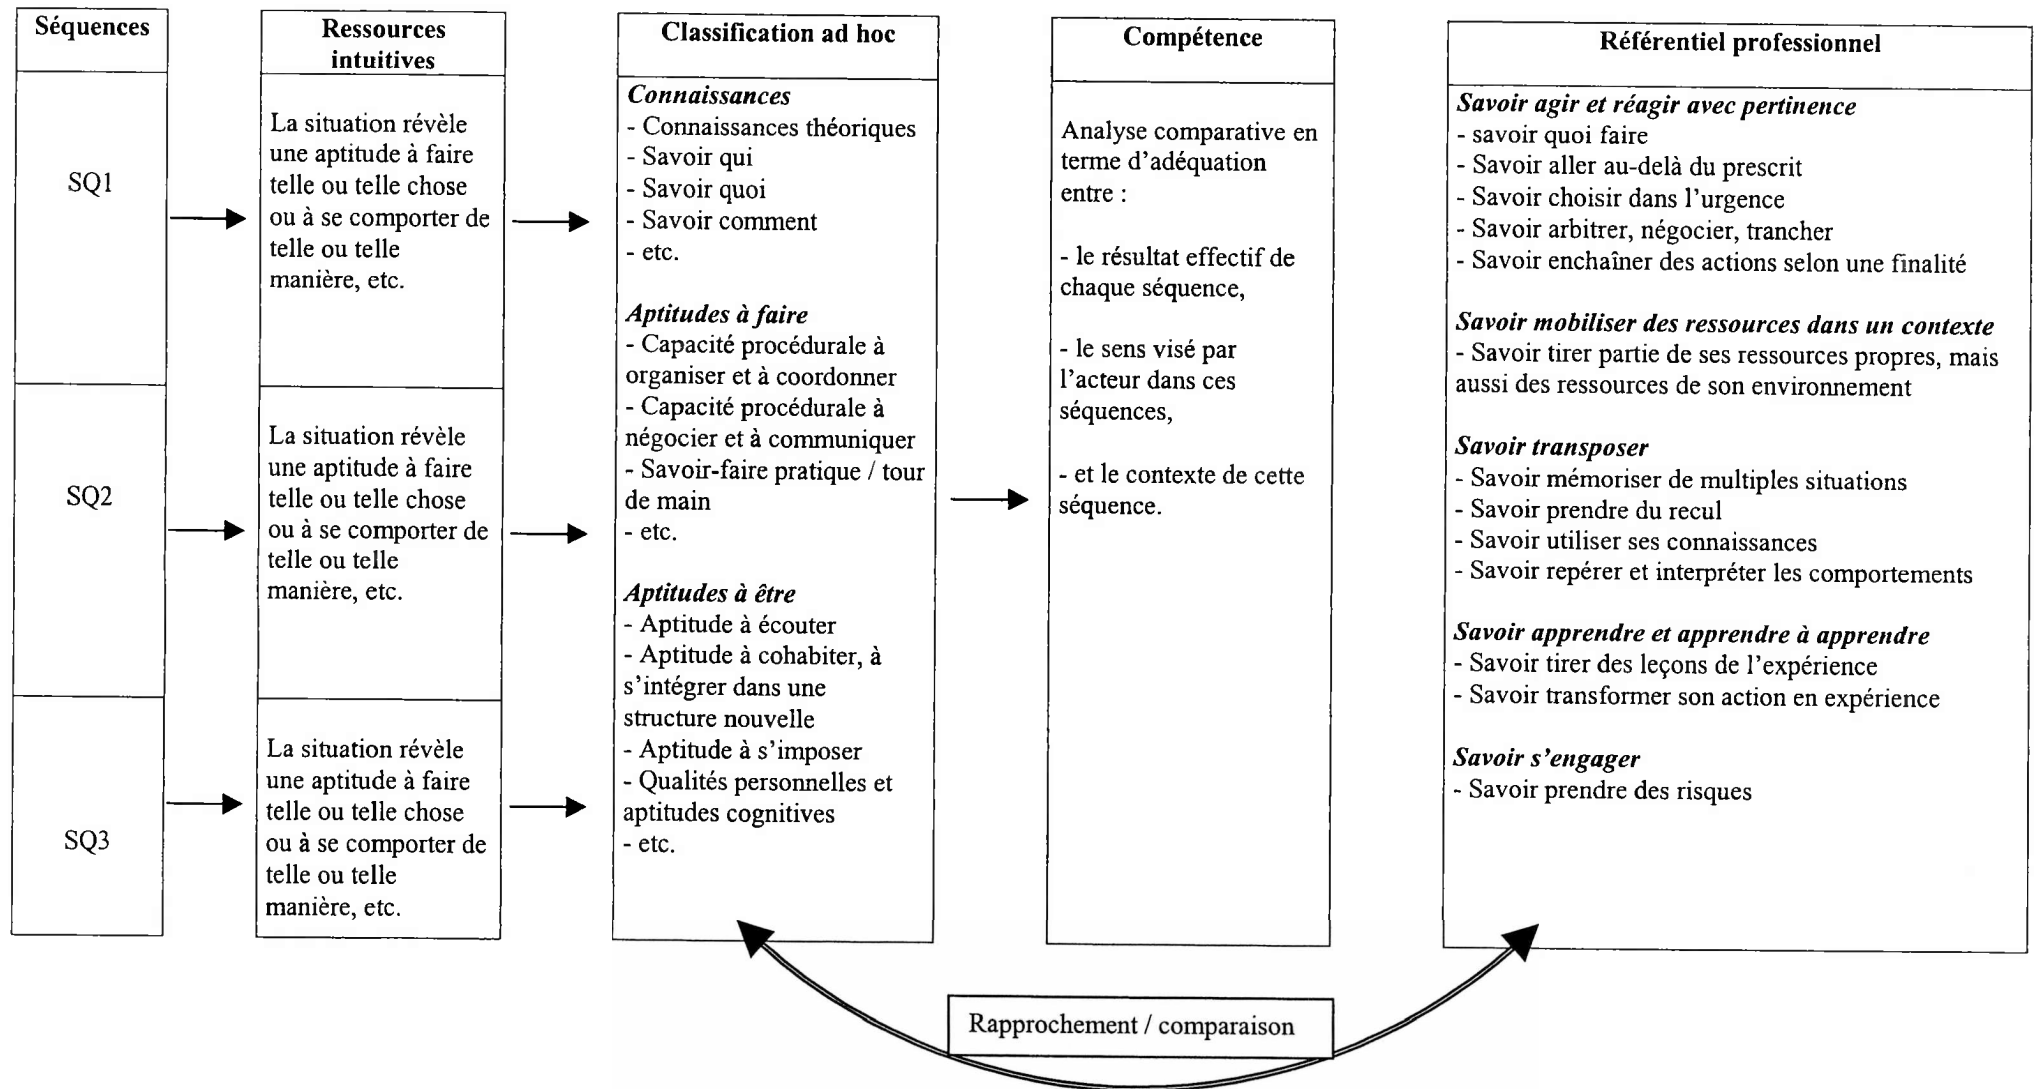 Séquences
SQ1
SQ2
SQ3
Ressources
intuitives
La situation révèle
une aptitude à faire
telle ou telle chose
ou à se comporter de
telle ou telle
manière, etc.
La situation révèle
une aptitude à faire
telle ou telle chose
ou à se comporter de
telle ou telle
manière, etc.
La situation révèle
une aptitude à faire
telle ou telle chose
ou à se comporter de
telle ou telle
manière, etc.
Classification ad hoc
Connaissances
- Connaissances théoriques
- Savoir qui
- Savoir quoi
- Savoir comment
- etc.
Aptitudes à faire
- Capacité procédurale à
organiser et à coordonner
- Capacité procédurale à
négocier et à communiquer
- Savoir-faire pratique / tour
de main
- etc.
Aptitudes à être
- Aptitude à écouter
- Aptitude à cohabiter, à
s'intégrer dans une
structure nouvelle
- Aptitude à s'imposer
- Qualités personnelles et
aptitudes cognitives
- etc.
Compétence
Analyse comparative en
terme d'adéquation
entre :
- le résultat effectif de
chaque séquence,
- le sens visé par
l'acteur dans ces
séquences,
- et le contexte de cette
séquence.
Référentiel professionnel
Savoir agir et réagir avec pertinence
- savoir quoi faire
- Savoir aller au-delà du prescrit
- Savoir choisir dans l'urgence
- Savoir arbitrer, négocier, trancher
- Savoir enchaîner des actions selon une finalité
Savoir mobiliser des ressources dans un contexte
- Savoir tirer partie de ses ressources propres, mais
aussi des ressources de son environnement
Savoir transposer
- Savoir mémoriser de multiples situations
- Savoir prendre du recul
- Savoir utiliser ses connaissances
- Savoir repérer et interpréter les comportements
Savoir apprendre et apprendre à apprendre
- Savoir tirer des leçons de l'expérience
- Savoir transformer son action en expérience
Savoir s'engager
- Savoir prendre des risques
Rapprochement / comparaison